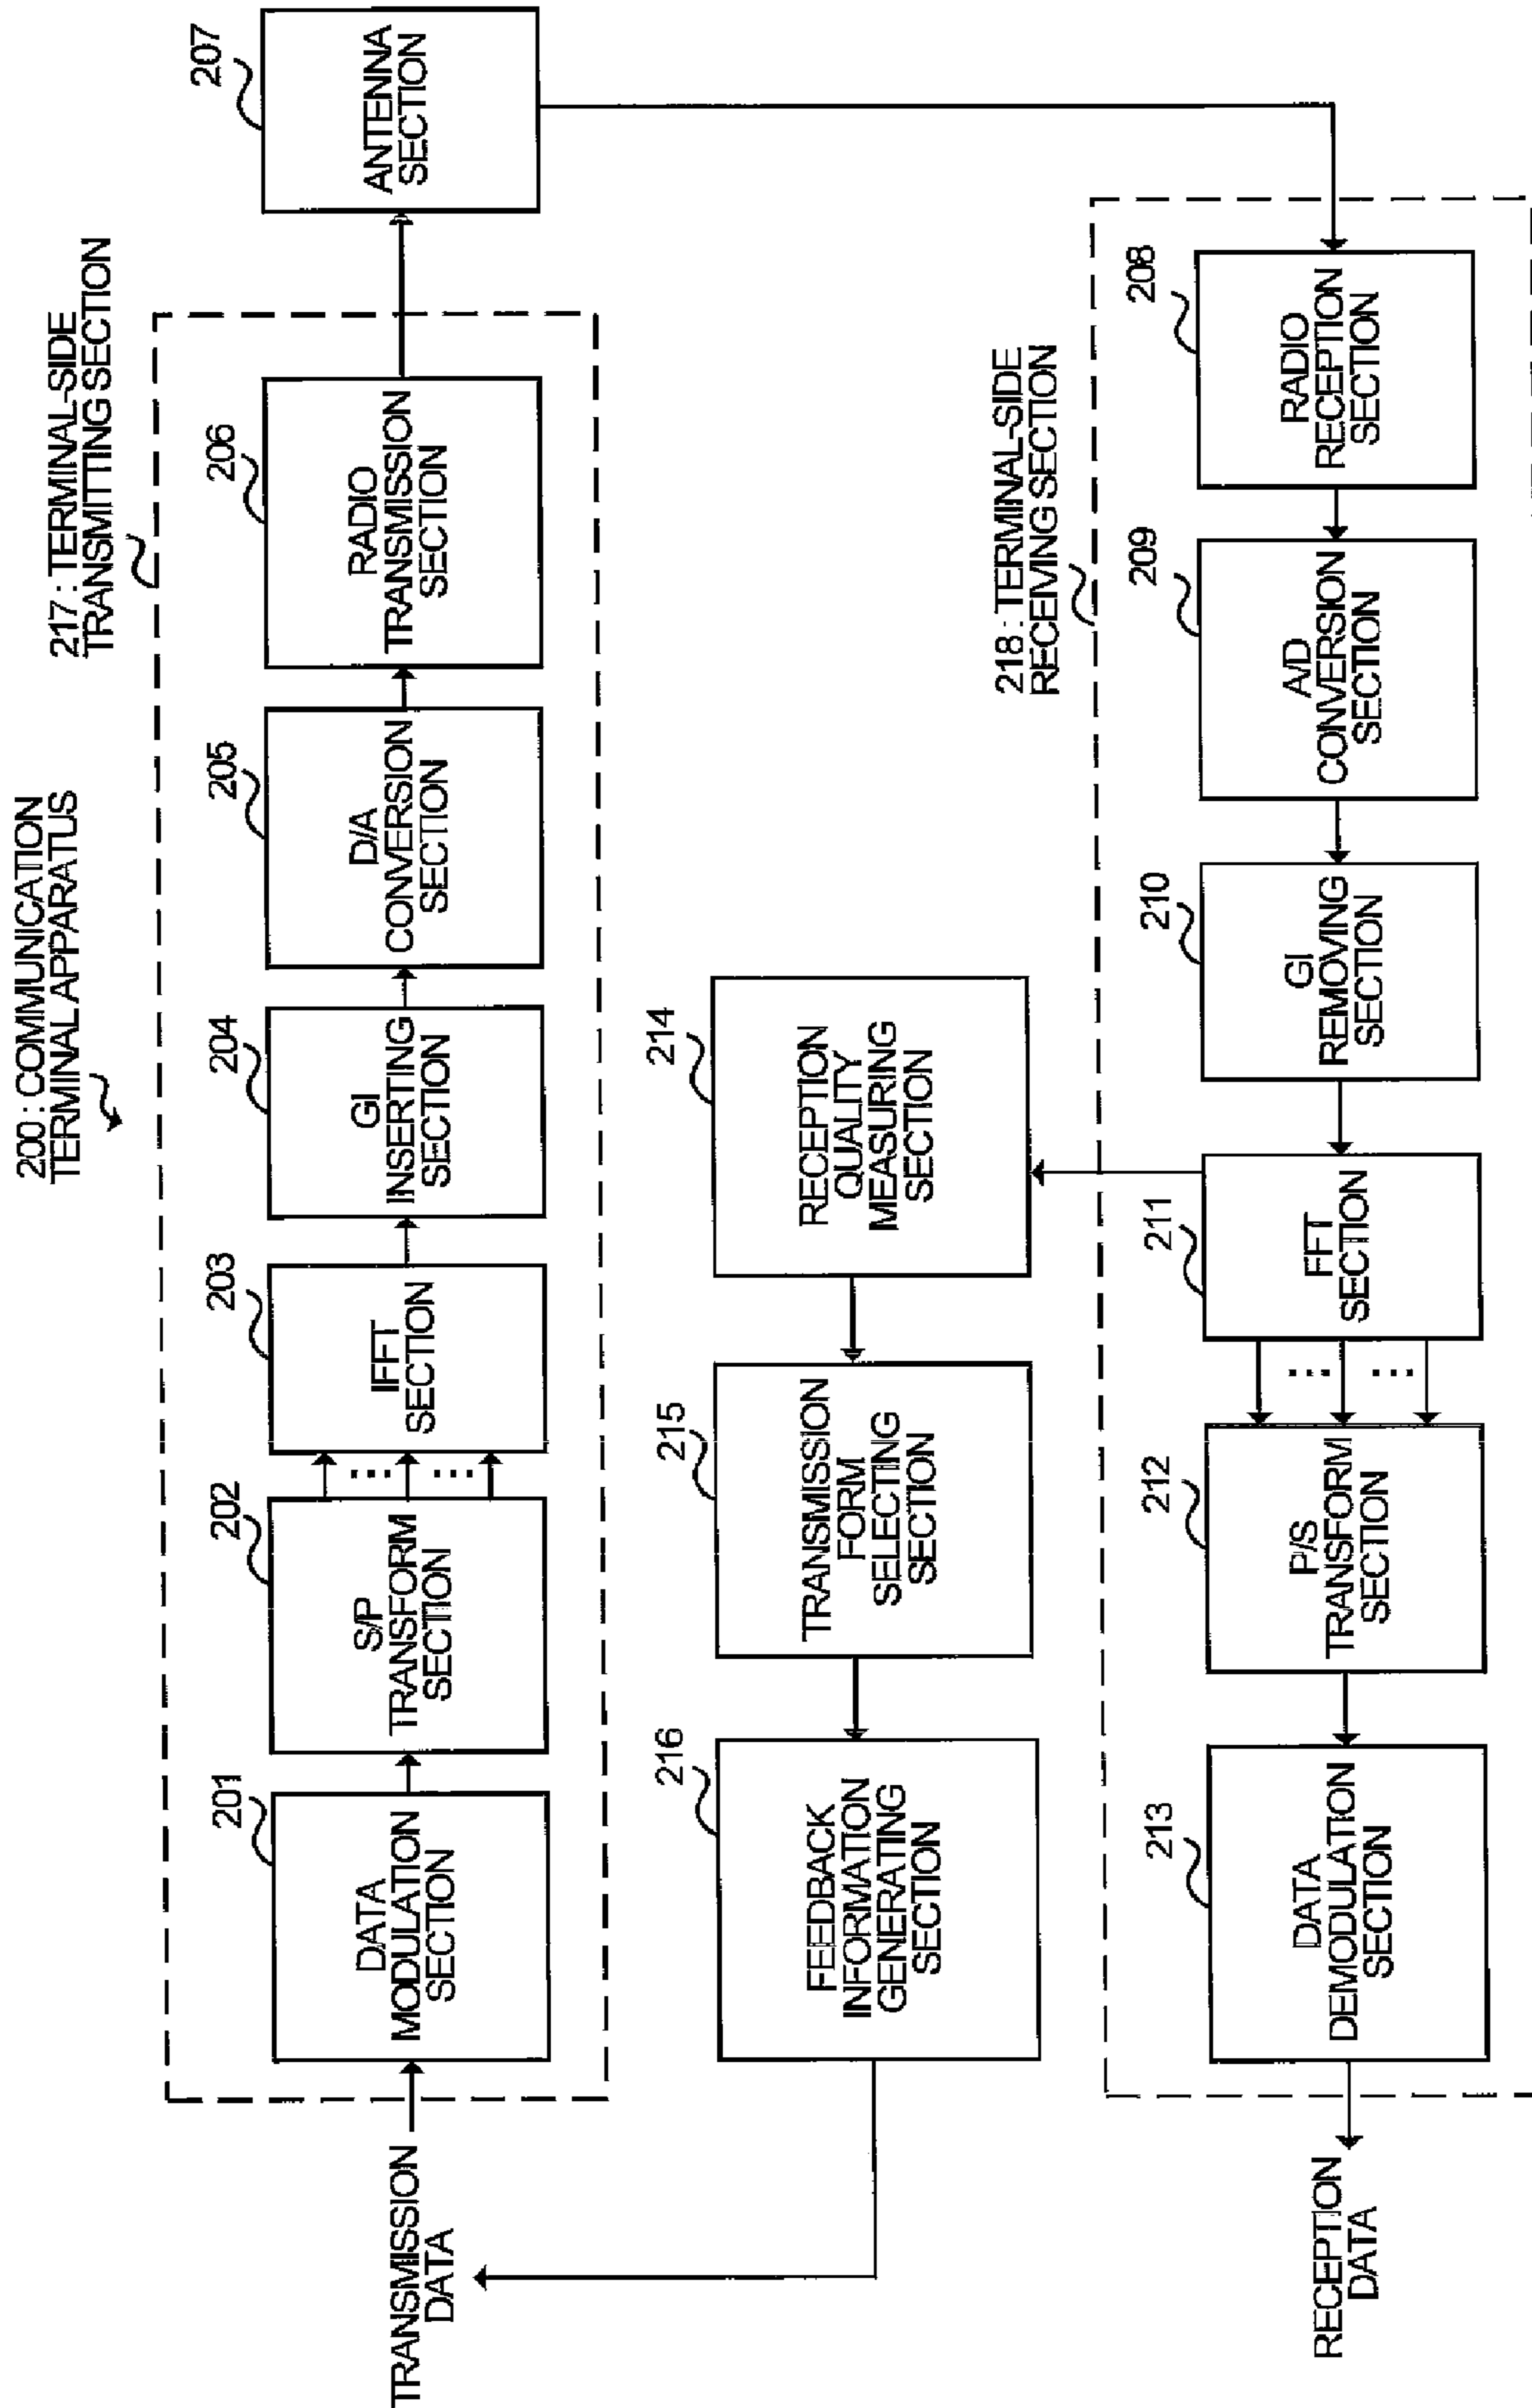 200 : COMMUNICATION
TERMINAL APPARATUS
217 : TERMINAL-SIDE
TRANSMITTING SECTION
TRANSMISSION
DATA
201
DATA
MODULATION
SECTION
202
S/P
TRANSFORM
SECTION
203
IFFT
SECTION
204
GI
INSERTING
SECTION
205
D/A
CONVERSION
SECTION
206
RADIO
TRANSMISSION
SECTION
207
ANTENNA
SECTION
216
FEEDBACK
INFORMATION
GENERATING
SECTION
215
TRANSMISSION
FORM
SELECTING
SECTION
214
RECEPTION
QUALITY
MEASURING
SECTION
218 : TERMINAL-SIDE
RECEIVING SECTION
RECEPTION
DATA
213
DATA
DEMODULATION
SECTION
212
P/S
TRANSFORM
SECTION
211
FFT
SECTION
210
GI
REMOVING
SECTION
209
A/D
CONVERSION
SECTION
208
RADIO
RECEPTION
SECTION